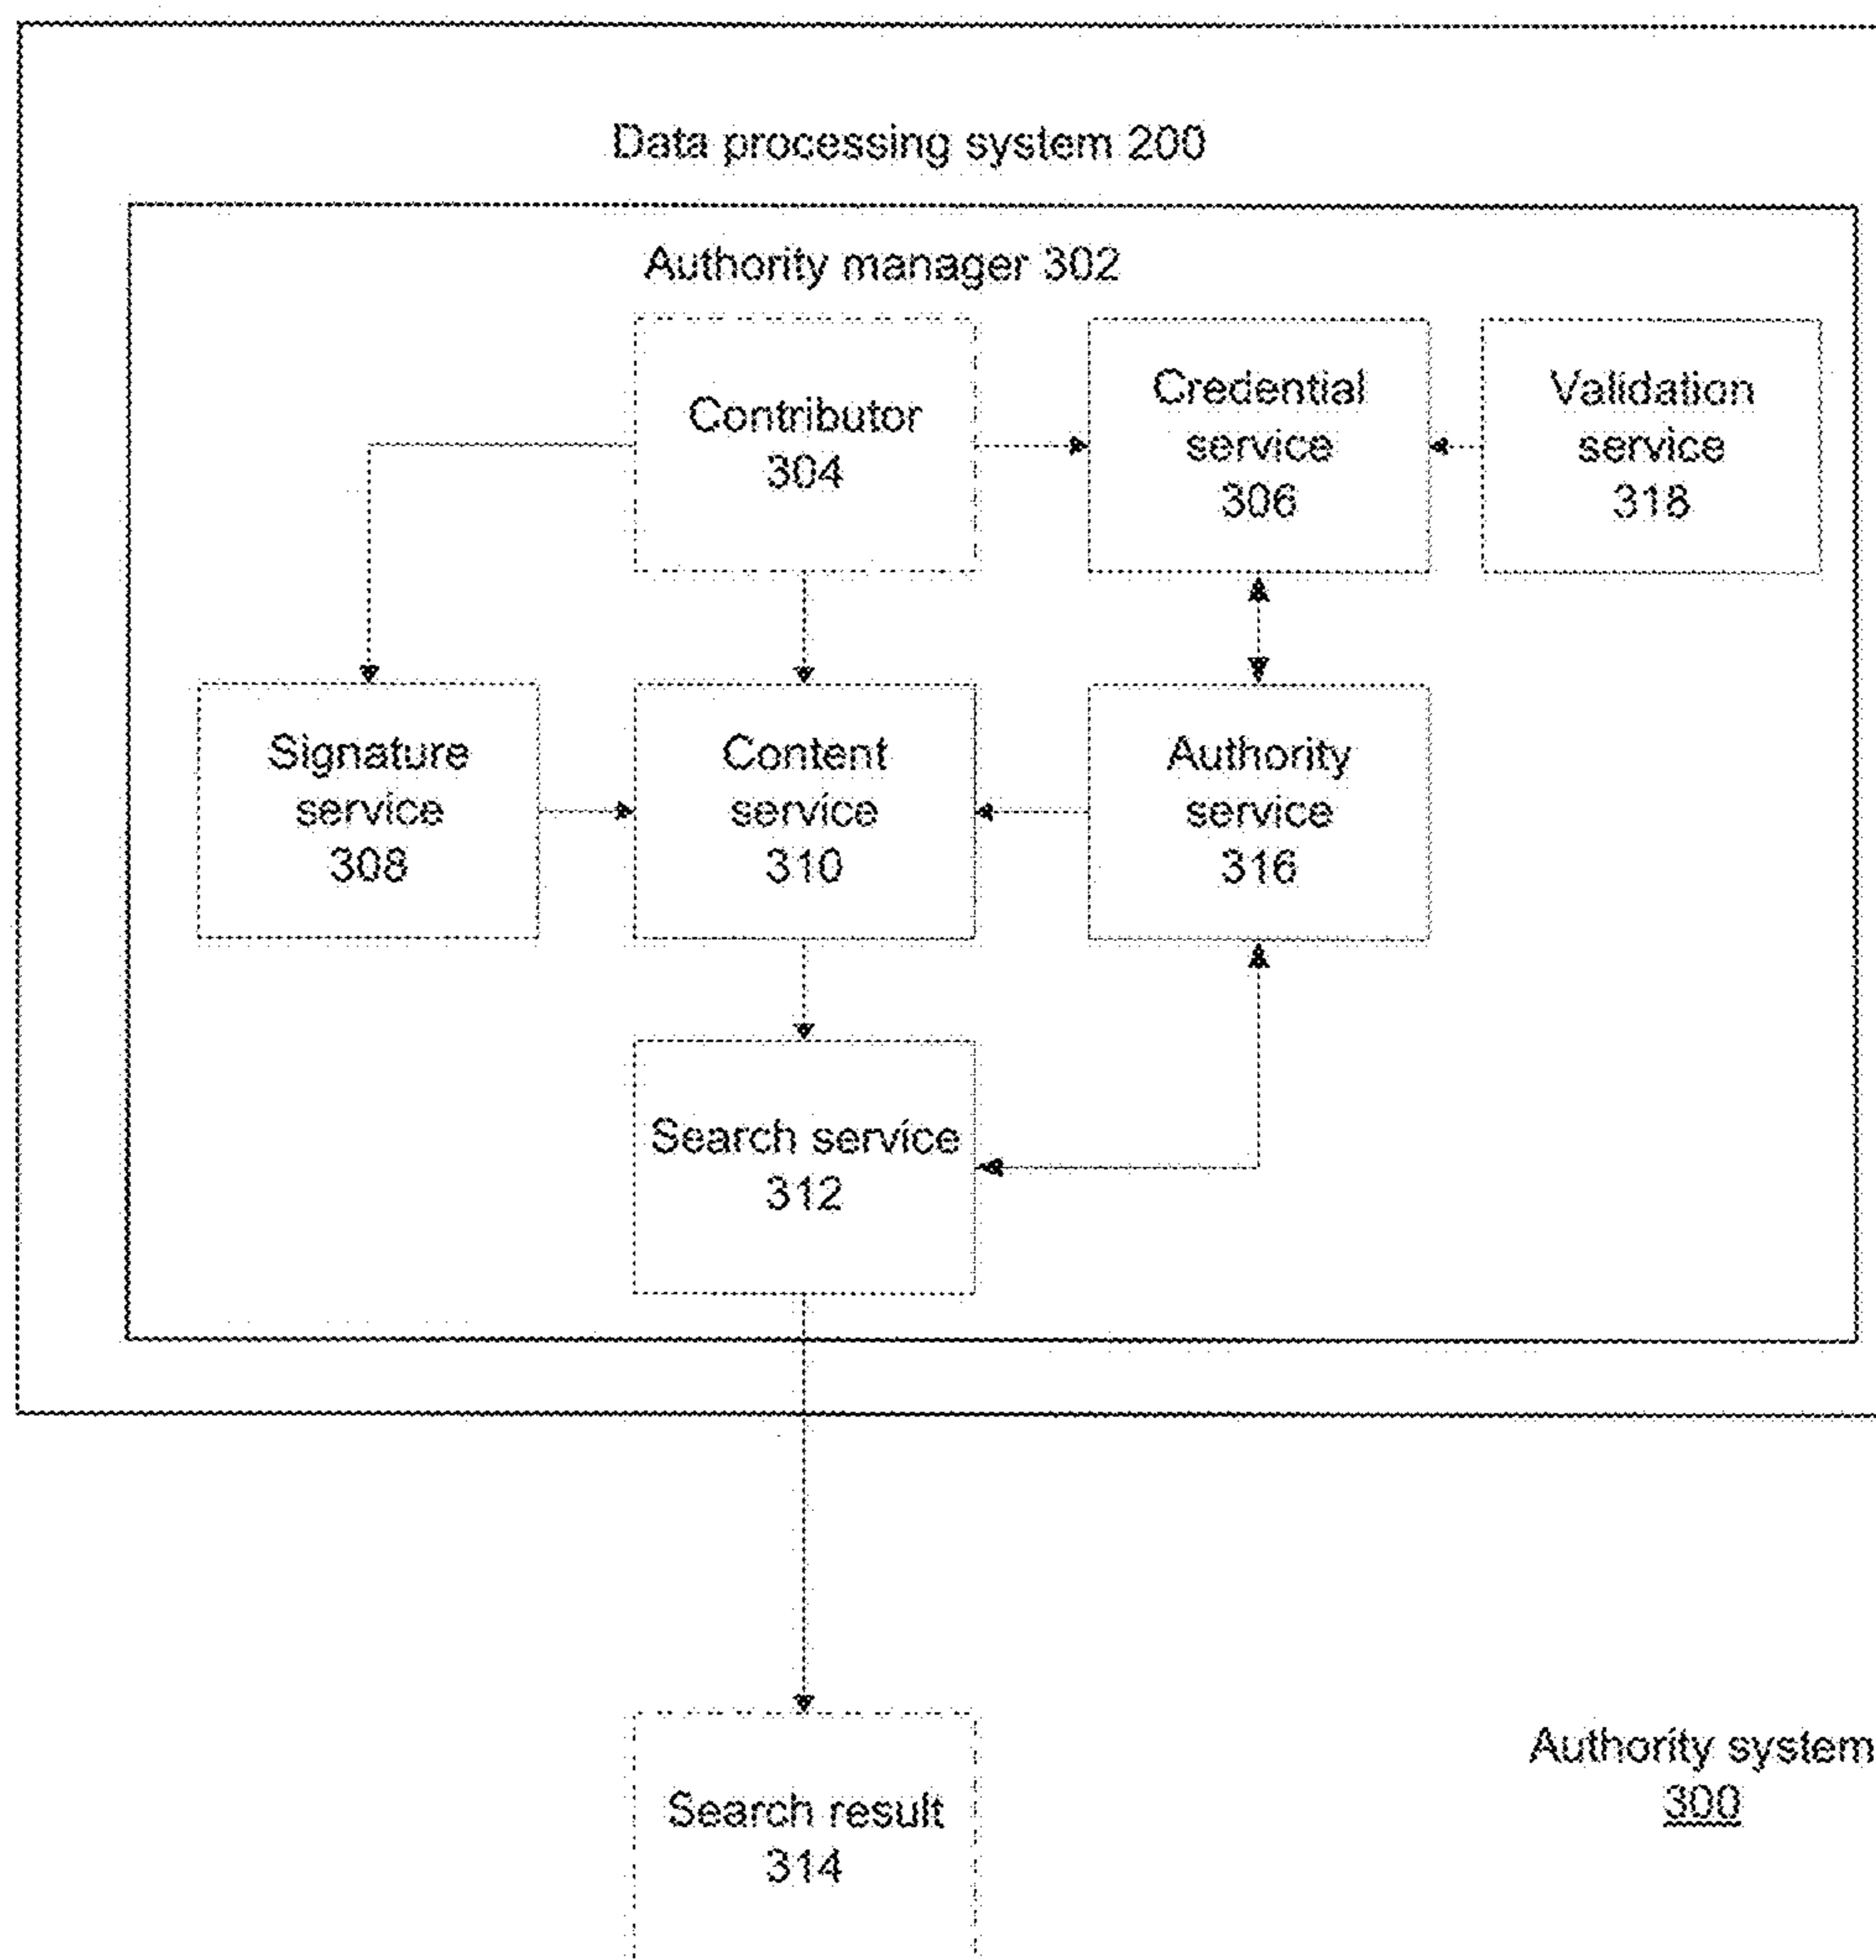 Data processing system 200
Authority manager 302
Contributor
304
Credential
service
306
Validation
service
318
Signature
service
308
Content
service
310
Authority
service
316
Search service
312
Search result
314
Authority system
300